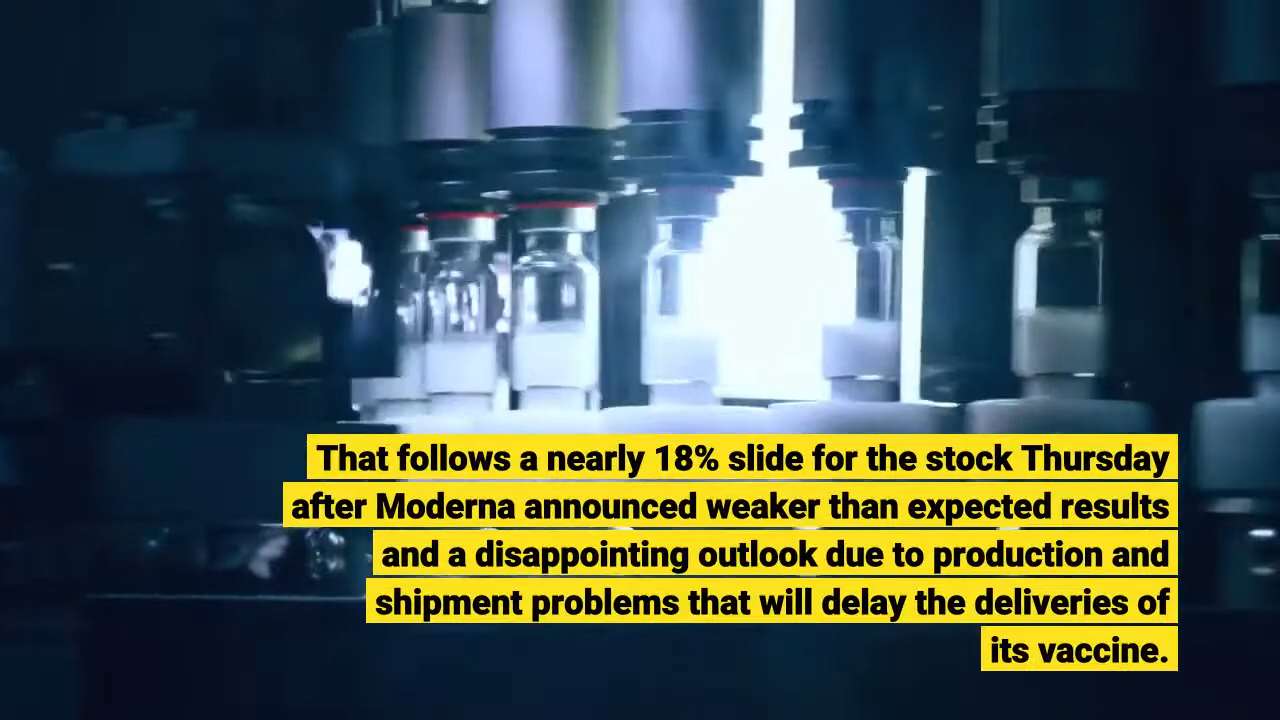 That follows a nearly 18% slide for the stock Thursday
after Moderna announced weaker than expected results
and a disappointing outlook due to production and
shipment problems that will delay the deliveries of
its vaccine.